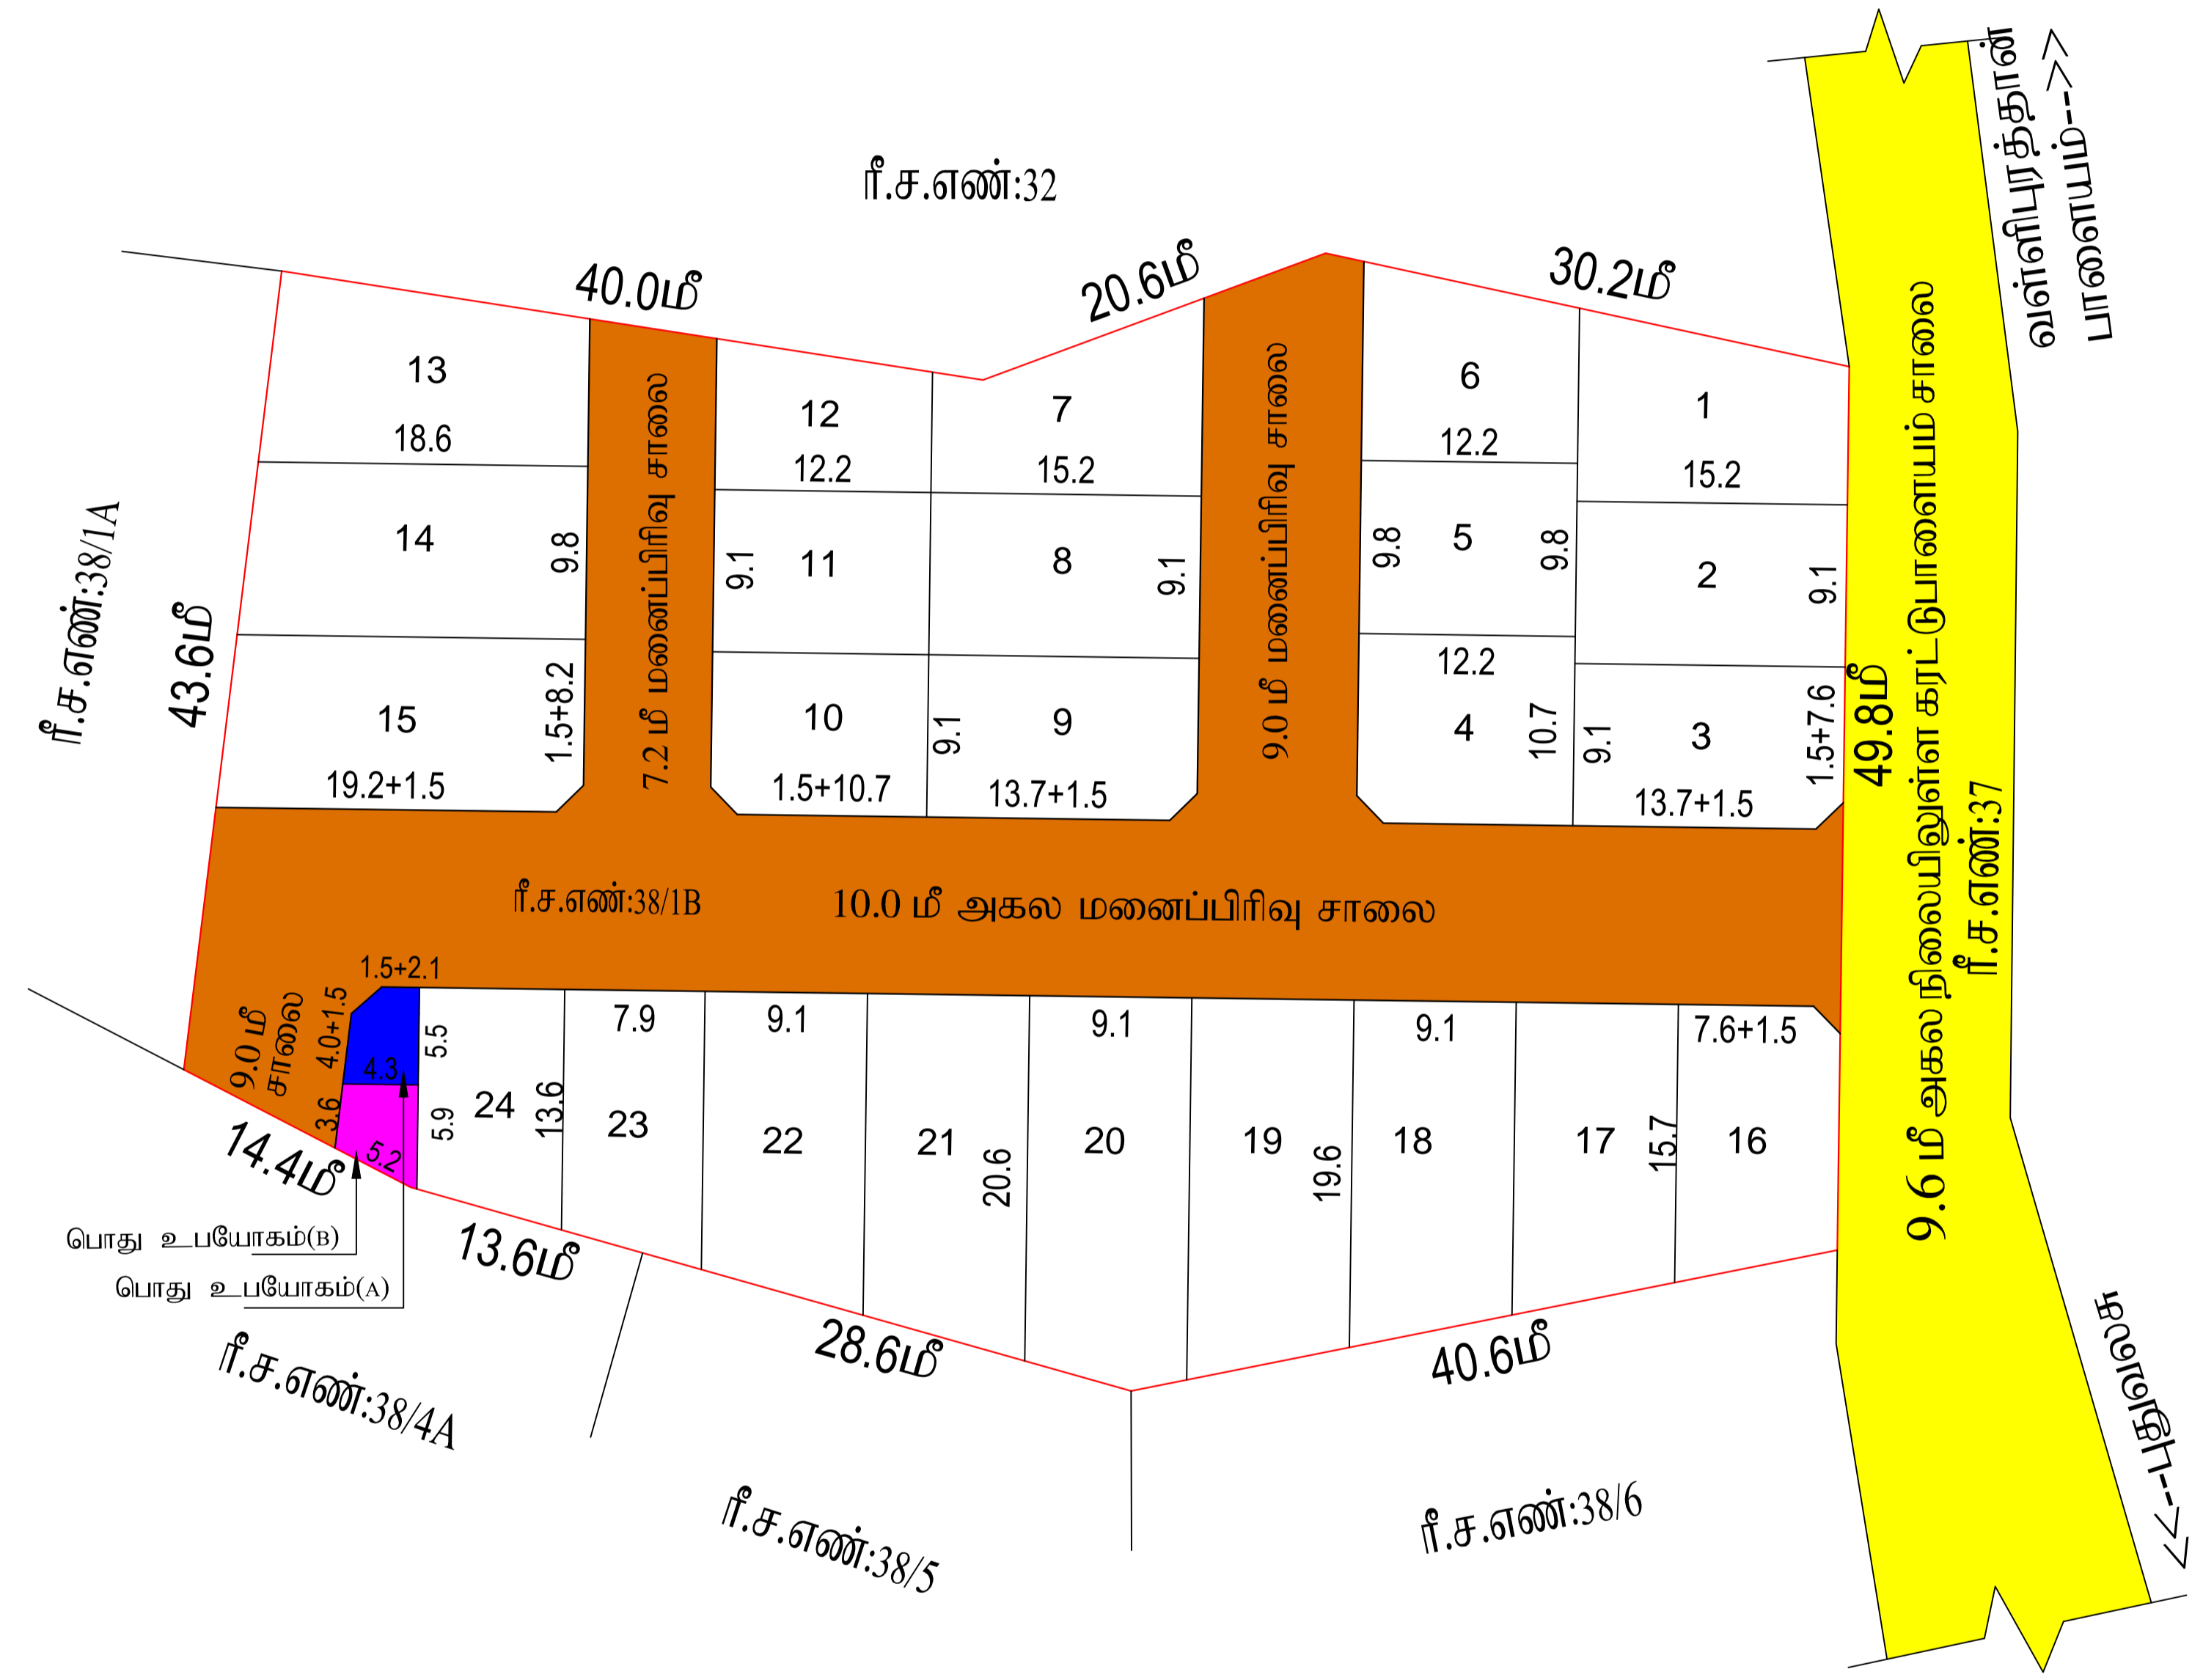 வள்ளிபுரத்தான்
பாளையம்--->>
ரீ.ச.எண்:32
40.0மீ
20.6மீ
30.2மீ
13
18.6
12
12.2
7
15.2
6
12.2
1
15.2
ரீ.ச.எண்:38/1A
43.6மீ
14
9.8
7.2 மீ மனைப்பிரிவு சாலை
9.1
11
8
9.1
9.0 மீ மனைப்பிரிவு சாலை
9.8
5
9.8
2
9.1
15
1.5+8.2
19.2+1.5
10
1.5+10.7
9.1
9
13.7+1.5
12.2
4
10.7
9.1
3
1.5+7.6
13.7+1.5
49.8மீ
9.6 மீ அகல நிலையிலுள்ள கரட்டுபாளையம் சாலை
ரீ.ச.எண்:37
ரீ.ச.எண்:38/1B
10.0 மீ அகல மனைப்பிரிவு சாலை
9.0 மீ
சாலை
1.5+2.1
4.0+1.5
4.3
5.5
3.6
5.2
5.9
24
13.6
7.9
23
9.1
22
21
20.6
9.1
20
19
19.6
9.1
18
17
15.7
7.6+1.5
16
14.4மீ
பொது உபயோகம்(B)
பொது உபயோகம்(A)
13.6மீ
28.6மீ
40.6மீ
ரீ.ச.எண்:38/4A
ரீ.ச.எண்:38/5
ரீ.ச.எண்:38/6